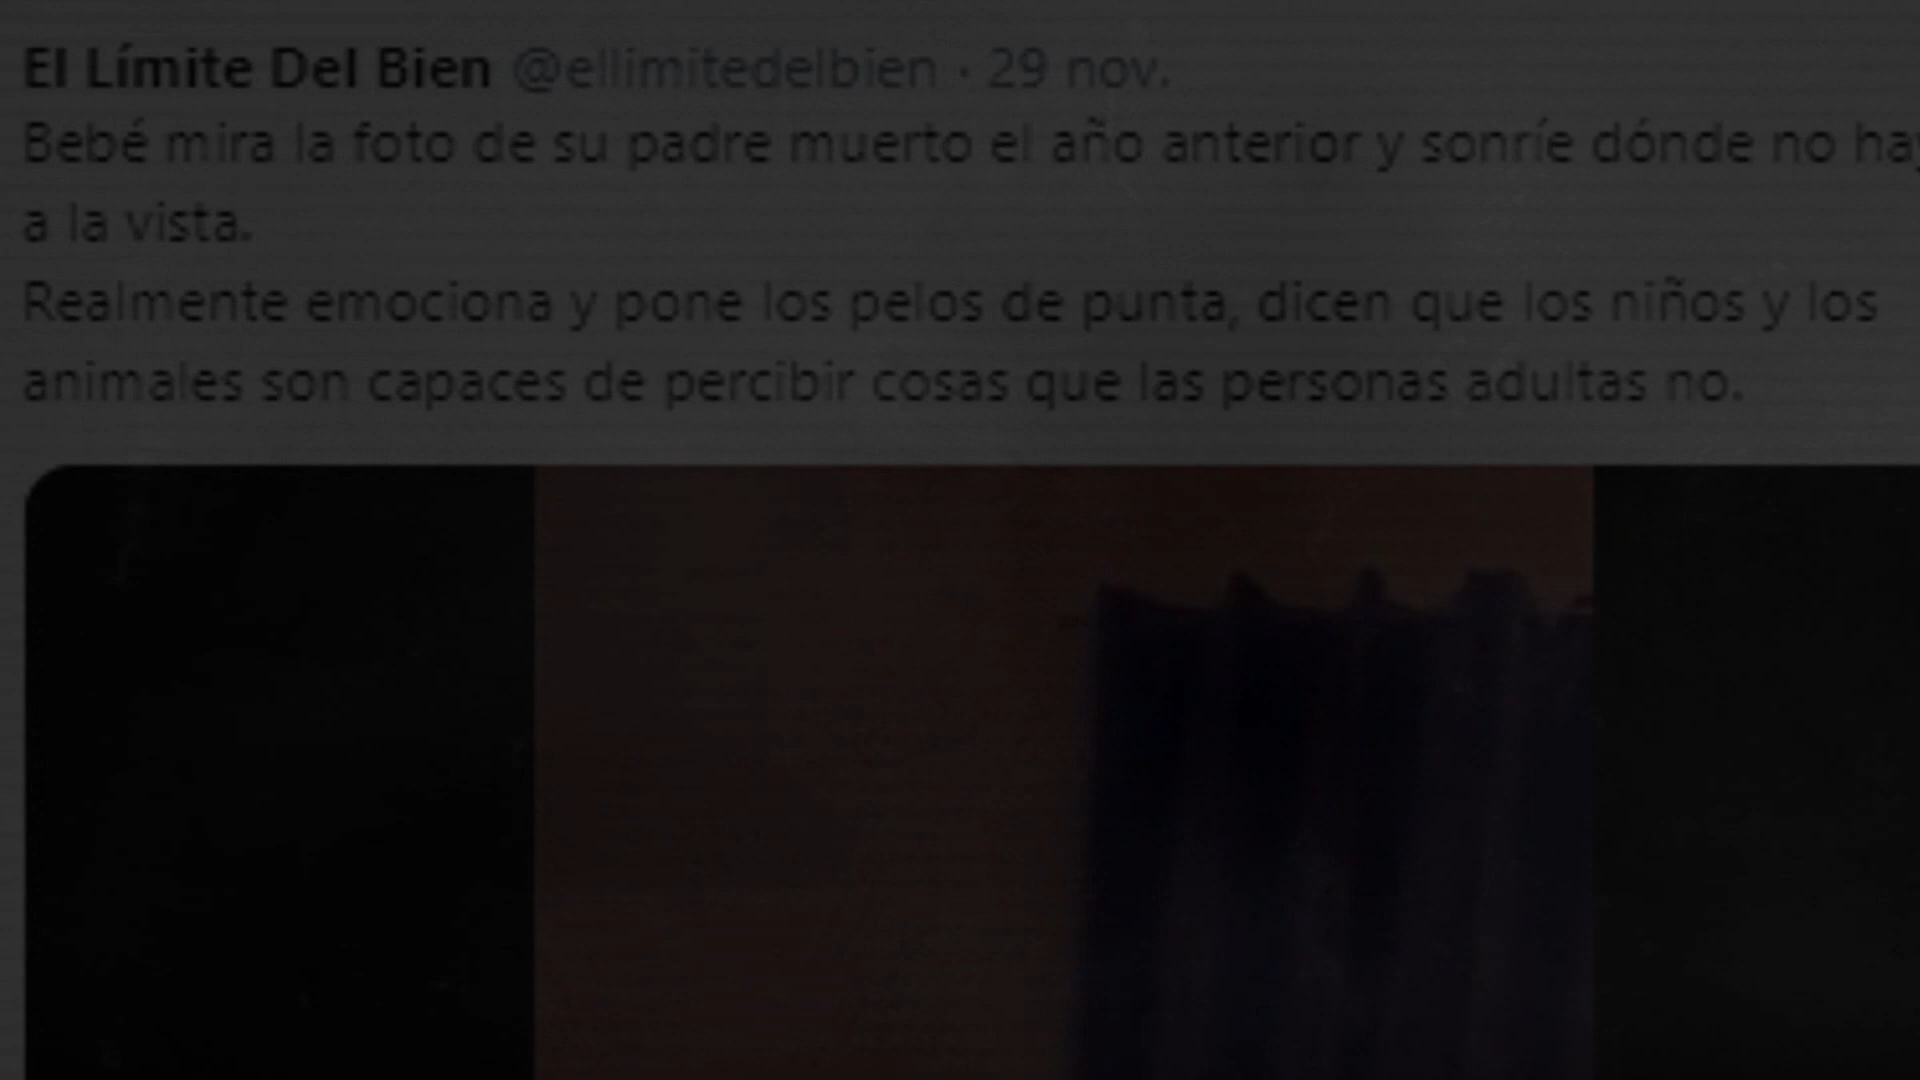 El Límite Del Bien @ellimitedelbien · 29 nov.
Bebé mira la foto de su padre muerto el año anterior y sonríe dónde no hay
a la vista.
Realmente emociona y pone los pelos de punta, dicen que los niños y los
animales son capaces de percibir cosas que las personas adultas no.